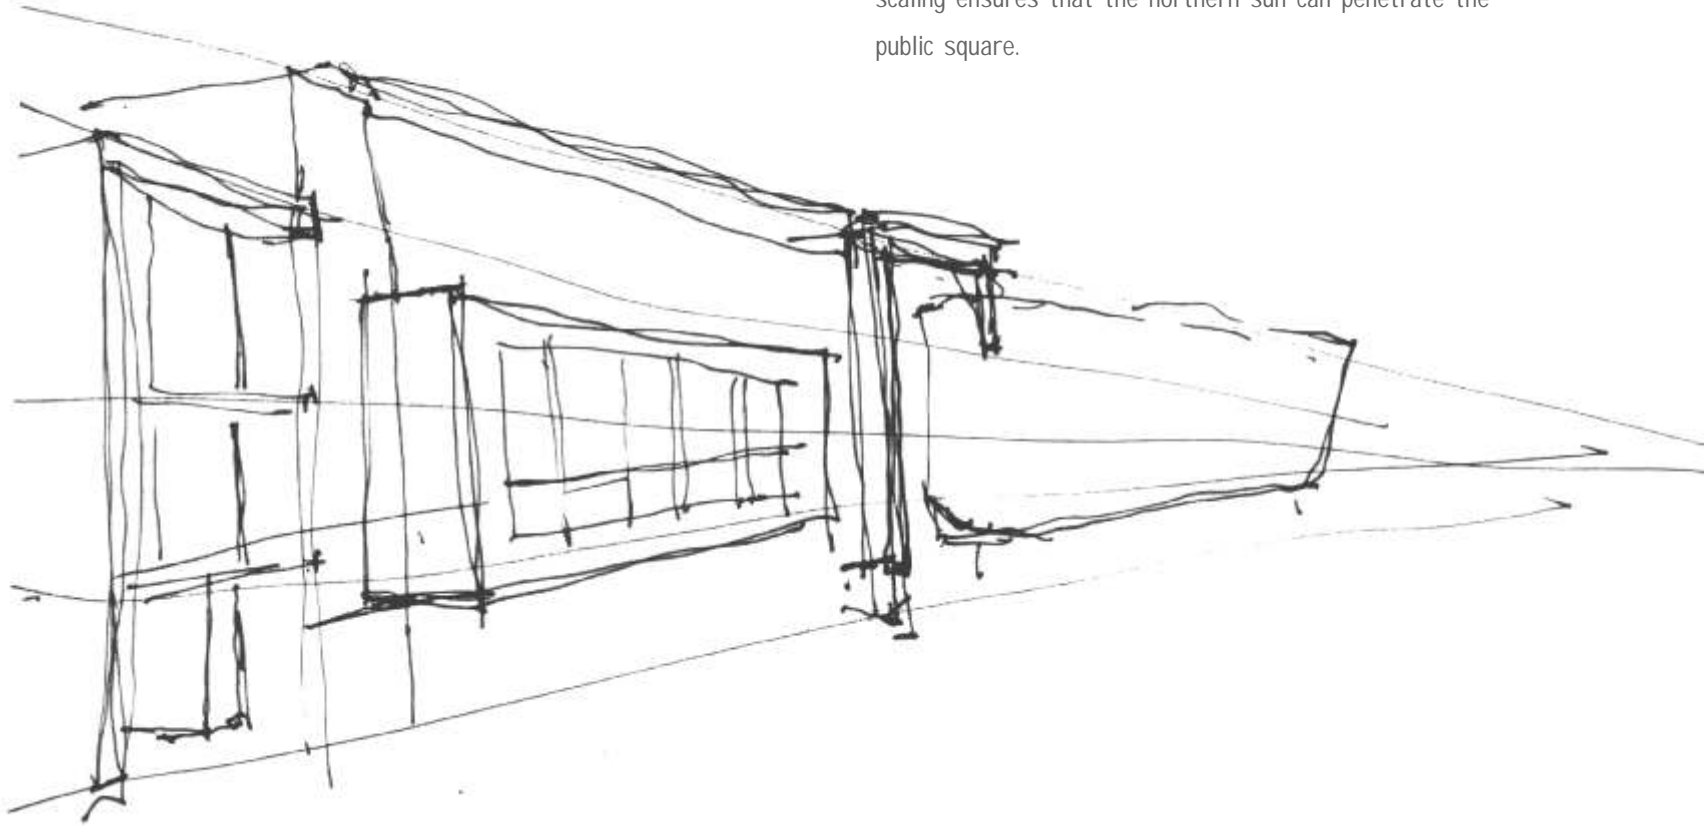 scaling ensures that the northern sun can penetrate the
public square.